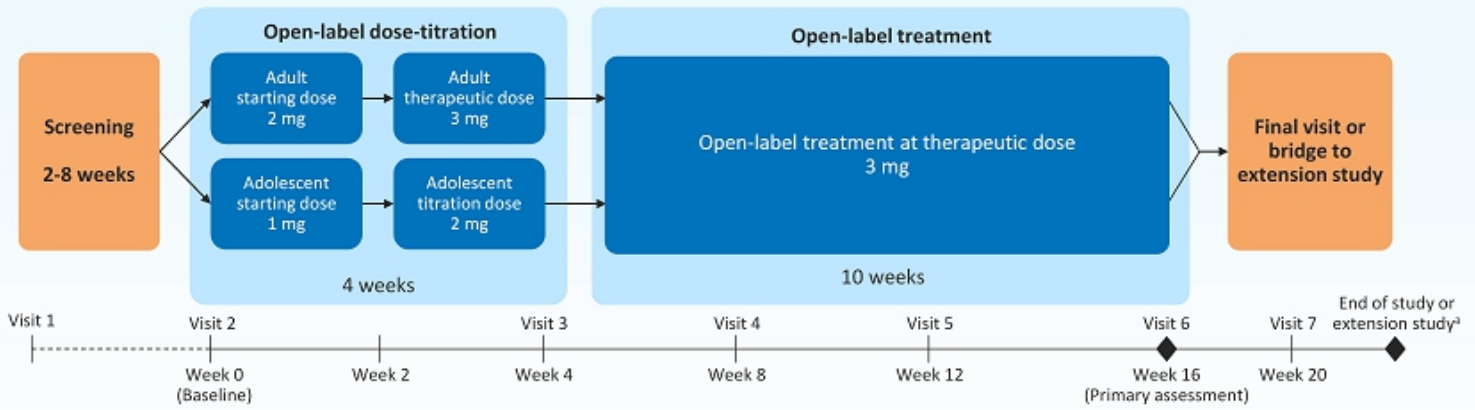 Open-label dose-titration
Open-label treatment
Screening
2-8 weeks
Adult
starting dose
2 mg
Adult
therapeutic dose
3 mg
Adolescent
starting dose
1 mg
Adolescent
titration dose
2 mg
4 weeks
Open-label treatment at therapeutic dose
3 mg
10 weeks
Final visit or
bridge to
extension study
Visit 1
Visit 2
Visit 3
Visit 4
Visit 5
Visit 6
Visit 7
End of study or
extension studyᵃ
Week 0
(Baseline)
Week 2
Week 4
Week 8
Week 12
Week 16
(Primary assessment)
Week 20